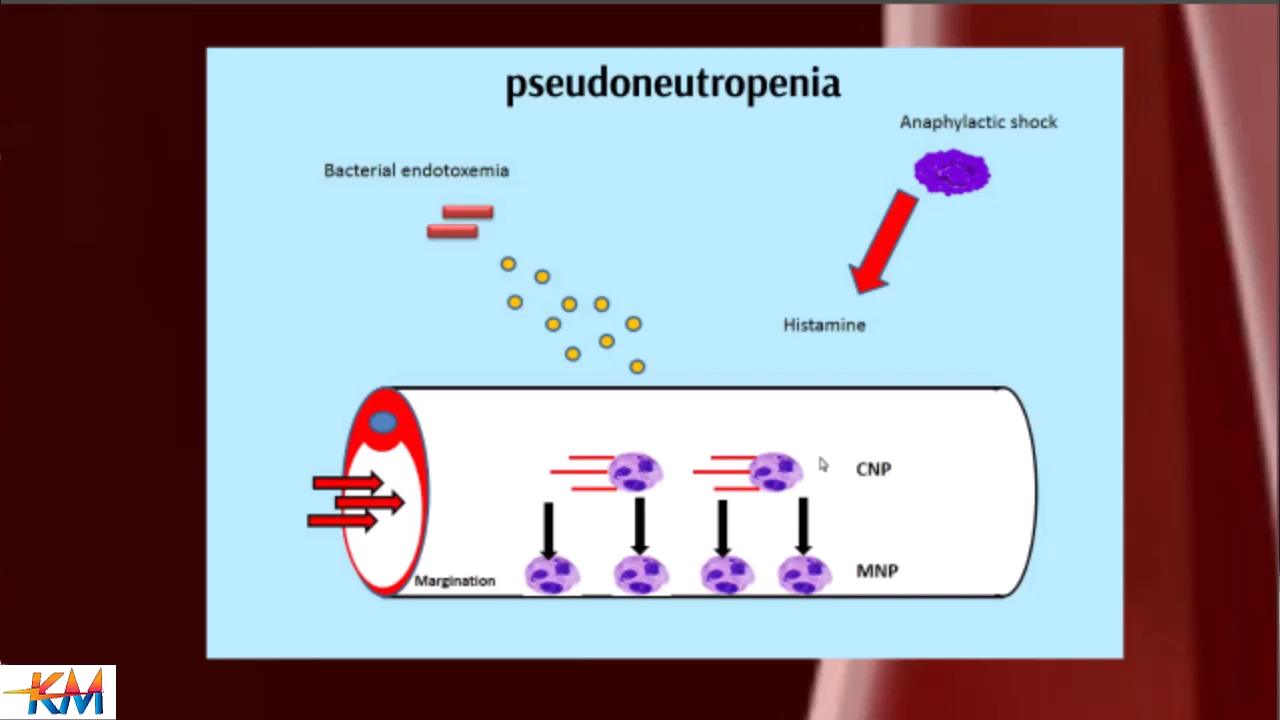 pseudoneutropenia
Anaphylactic shock
Bacterial endotoxemia
Histamine
CNP
Margination
MNP
KM